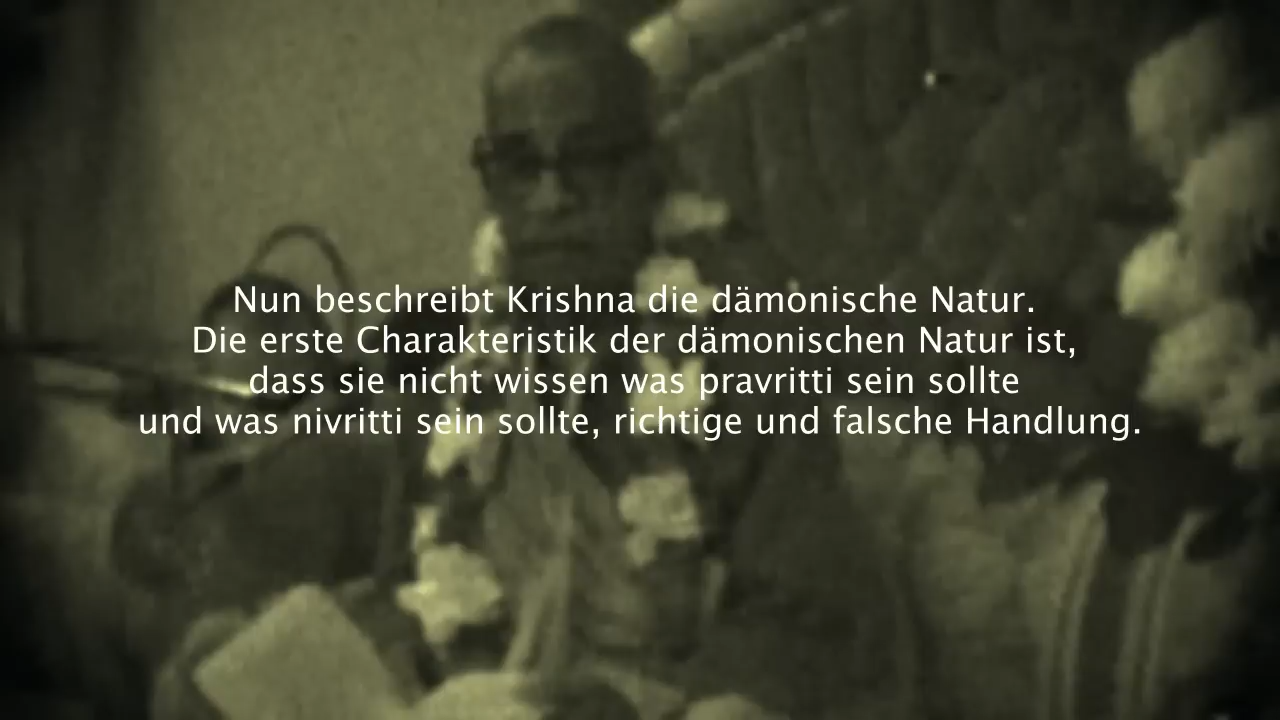 Nun beschreibt Krishna die dämonische Natur.
Die erste Charakteristik der dämonischen Natur ist,
dass sie nicht wissen was pravritti sein sollte
und was nivritti sein sollte, richtige und falsche Handlung.